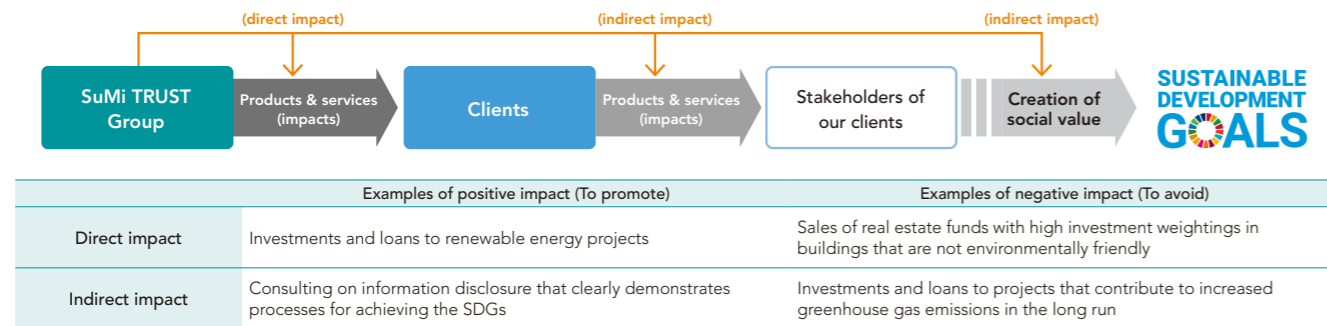 (direct impact)
(indirect impact)
(indirect impact)
SuMi TRUST
Group
Products & services
(impacts)
Clients
Products & services
(impacts)
Stakeholders of
our clients
Creation of
social value
SUSTAINABLE
DEVELOPMENT
GOALS
Examples of positive impact (To promote)
Examples of negative impact (To avoid)
Direct impact
Investments and loans to renewable energy projects
Sales of real estate funds with high investment weightings in
buildings that are not environmentally friendly
Indirect impact
Consulting on information disclosure that clearly demonstrates
processes for achieving the SDGs
Investments and loans to projects that contribute to increased
greenhouse gas emissions in the long run